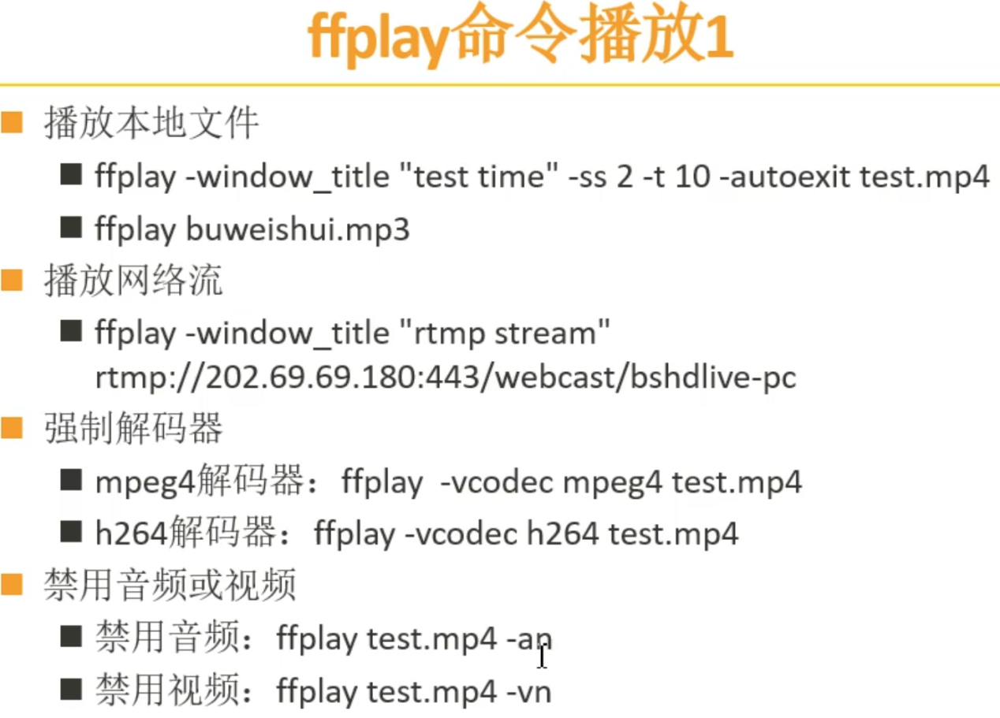 ffplay命令播放1
播放本地文件
ffplay -window_title "test time" -ss 2 -t 10 -autoexit test.mp4
ffplay buweishui.mp3
播放网络流
ffplay -window_title "rtmp stream"
rtmp://202.69.69.180:443/webcast/bshdlive-pc
强制解码器
mpeg4解码器：ffplay  -vcodec mpeg4 test.mp4
h264解码器：ffplay -vcodec h264 test.mp4
禁用音频或视频
禁用音频：ffplay test.mp4 -an
禁用视频：ffplay test.mp4 -vn